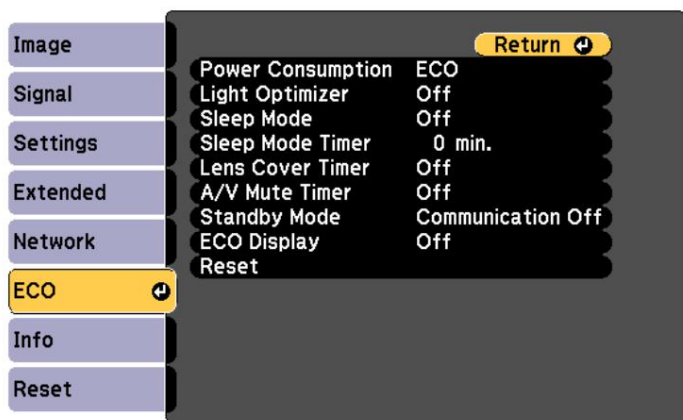 Image
Signal
Settings
Extended
Network
ECO
Info
Reset
Return
Power Consumption ECO
Light Optimizer Off
Sleep Mode Off
Sleep Mode Timer 0 min.
Lens Cover Timer Off
A/V Mute Timer Off
Standby Mode Communication Off
ECO Display Off
Reset